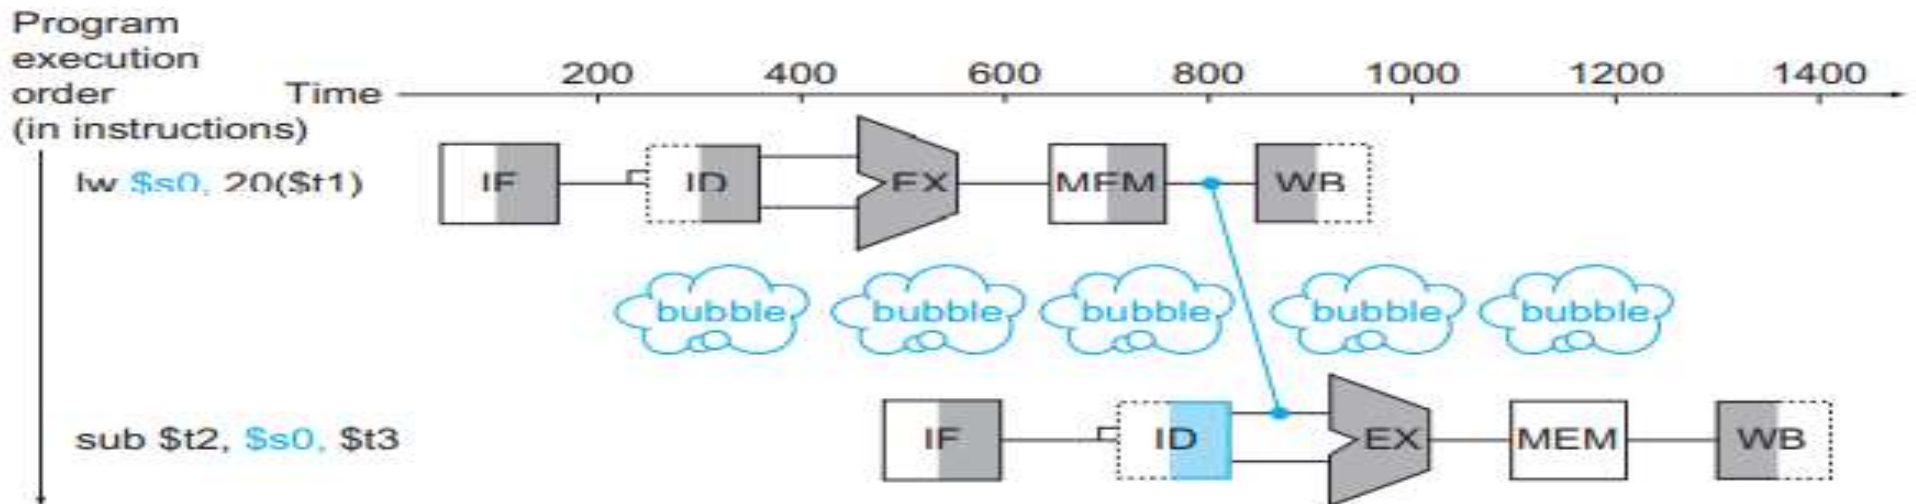 Program
execution
order
(in instructions)
Time
200 400 600 800 1000 1200 1400
lw $s0, 20($t1)
IF ID EX MEM WB
bubble bubble bubble bubble bubble
sub $t2, $s0, $t3
IF ID EX MEM WB